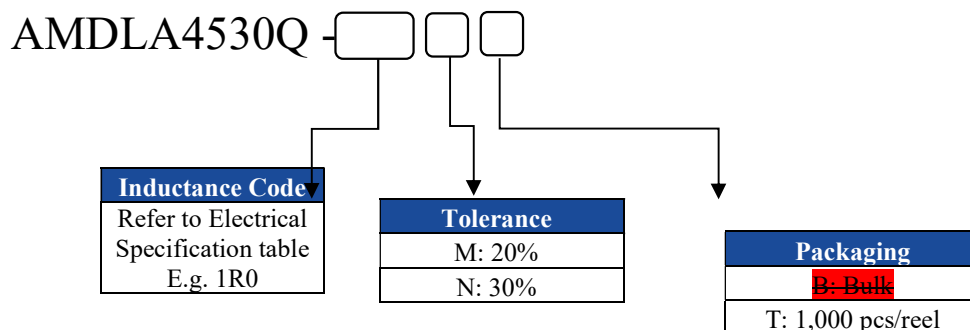 AMDLA4530Q -
Inductance Code
Refer to Electrical
Specification table
E.g. 1R0
Tolerance
M: 20%
N: 30%
Packaging
B: Bulk
T: 1,000 pcs/reel